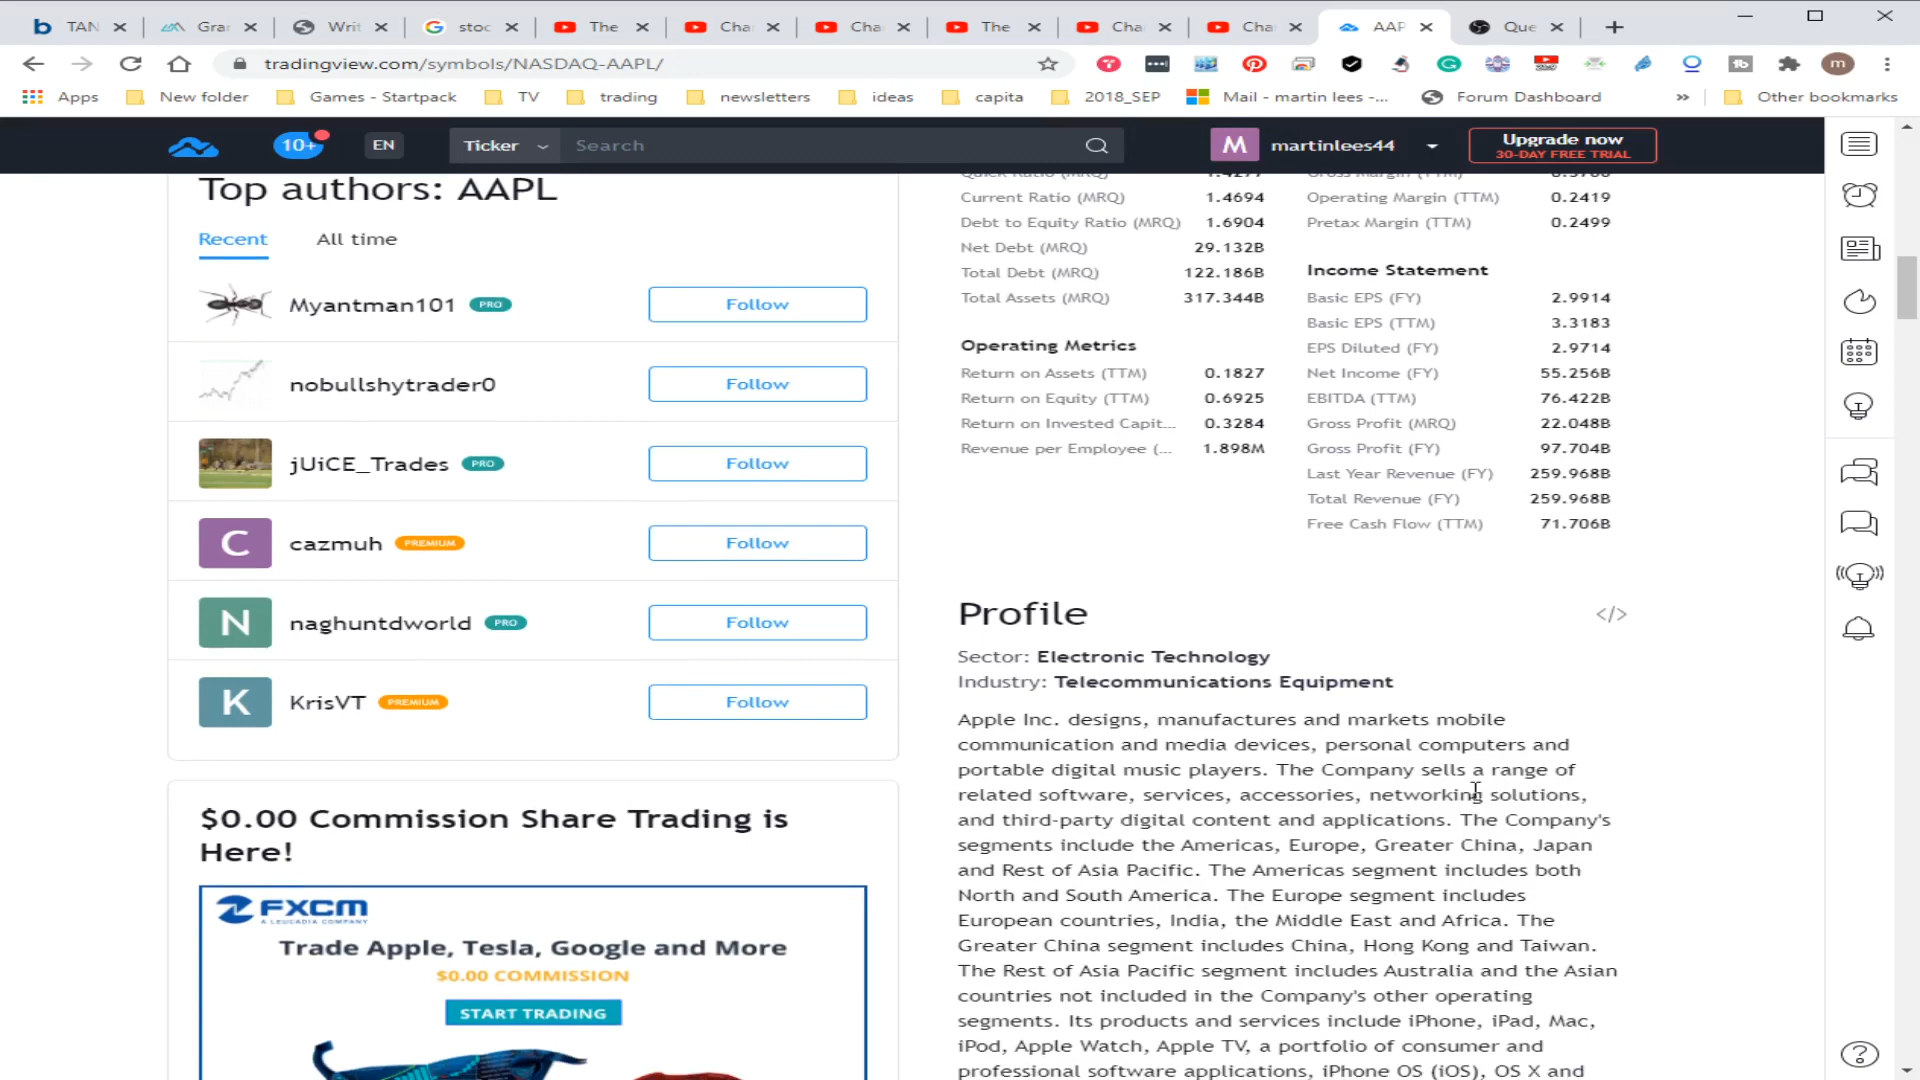 TAN
Gra
Writ
stoc
The
Cha
Cha
The
Cha
Cha
AAP
Que
tradingview.com/symbols/NASDAQ-AAPL/
m
Apps
New folder
Games - Startpack
TV
trading
newsletters
ideas
capita
2018_SEP
Mail - martin lees -...
Forum Dashboard
»
Other bookmarks
10+
EN
Ticker
Search
M
martinlees44
Upgrade now
30-DAY FREE TRIAL
Top authors: AAPL
Recent
All time
Myantman101 PRO
Follow
nobullshytrader0
Follow
jUiCE_Trades PRO
Follow
C
cazmuh PREMIUM
Follow
N
naghuntdworld PRO
Follow
K
KrisVT PREMIUM
Follow
$0.00 Commission Share Trading is
Here!
FXCM
A LEUCADIA COMPANY
Trade Apple, Tesla, Google and More
$0.00 COMMISSION
START TRADING
Current Ratio (MRQ) 1.4694
Debt to Equity Ratio (MRQ) 1.6904
Net Debt (MRQ) 29.132B
Total Debt (MRQ) 122.186B
Total Assets (MRQ) 317.344B
Operating Metrics
Return on Assets (TTM) 0.1827
Return on Equity (TTM) 0.6925
Return on Invested Capit... 0.3284
Revenue per Employee (... 1.898M
Operating Margin (TTM) 0.2419
Pretax Margin (TTM) 0.2499
Income Statement
Basic EPS (FY) 2.9914
Basic EPS (TTM) 3.3183
EPS Diluted (FY) 2.9714
Net Income (FY) 55.256B
EBITDA (TTM) 76.422B
Gross Profit (MRQ) 22.048B
Gross Profit (FY) 97.704B
Last Year Revenue (FY) 259.968B
Total Revenue (FY) 259.968B
Free Cash Flow (TTM) 71.706B
Profile
</>
Sector: Electronic Technology
Industry: Telecommunications Equipment
Apple Inc. designs, manufactures and markets mobile
communication and media devices, personal computers and
portable digital music players. The Company sells a range of
related software, services, accessories, networking solutions,
and third-party digital content and applications. The Company's
segments include the Americas, Europe, Greater China, Japan
and Rest of Asia Pacific. The Americas segment includes both
North and South America. The Europe segment includes
European countries, India, the Middle East and Africa. The
Greater China segment includes China, Hong Kong and Taiwan.
The Rest of Asia Pacific segment includes Australia and the Asian
countries not included in the Company's other operating
segments. Its products and services include iPhone, iPad, Mac,
iPod, Apple Watch, Apple TV, a portfolio of consumer and
professional software applications, iPhone OS (iOS), OS X and